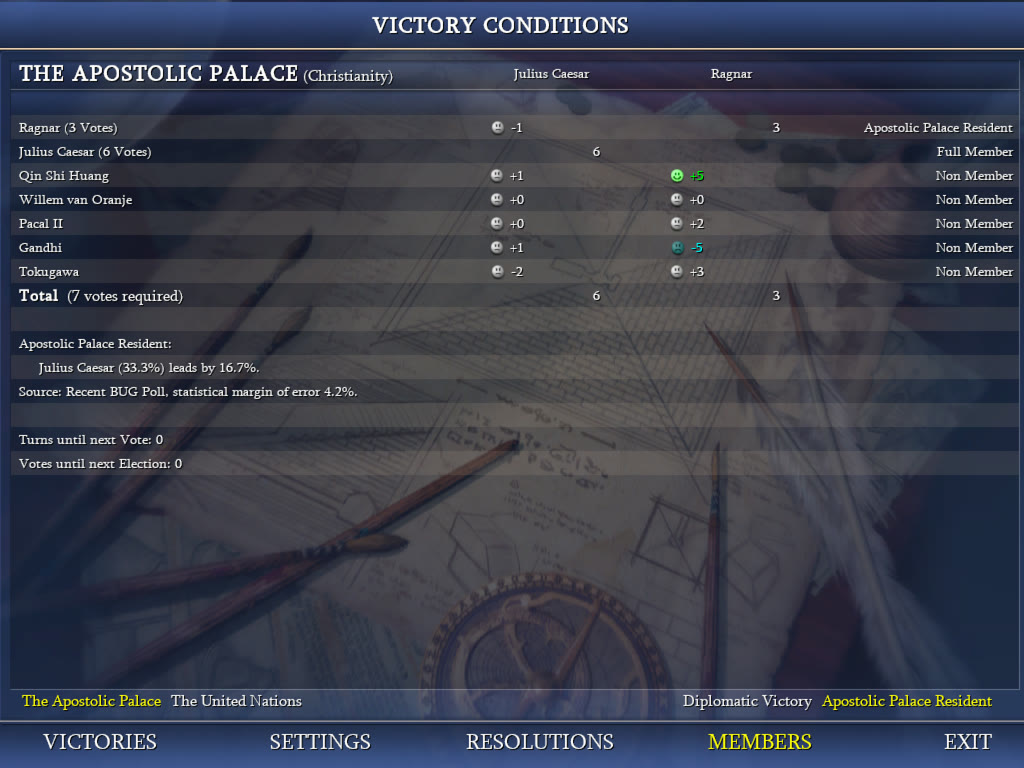 VICTORY CONDITIONS
THE APOSTOLIC PALACE (Christianity) Julius Caesar Ragnar
Ragnar (3 Votes) -1 3 Apostolic Palace Resident
Julius Caesar (6 Votes) 6 Full Member
Qin Shi Huang +1 +5 Non Member
Willem van Oranje +0 +0 Non Member
Pacal II +0 +2 Non Member
Gandhi +1 -5 Non Member
Tokugawa -2 +3 Non Member
Total (7 votes required) 6 3
Apostolic Palace Resident:
Julius Caesar (33.3%) leads by 16.7%.
Source: Recent BUG Poll, statistical margin of error 4.2%.
Turns until next Vote: 0
Votes until next Election: 0
The Apostolic Palace The United Nations Diplomatic Victory Apostolic Palace Resident
VICTORIES SETTINGS RESOLUTIONS MEMBERS EXIT